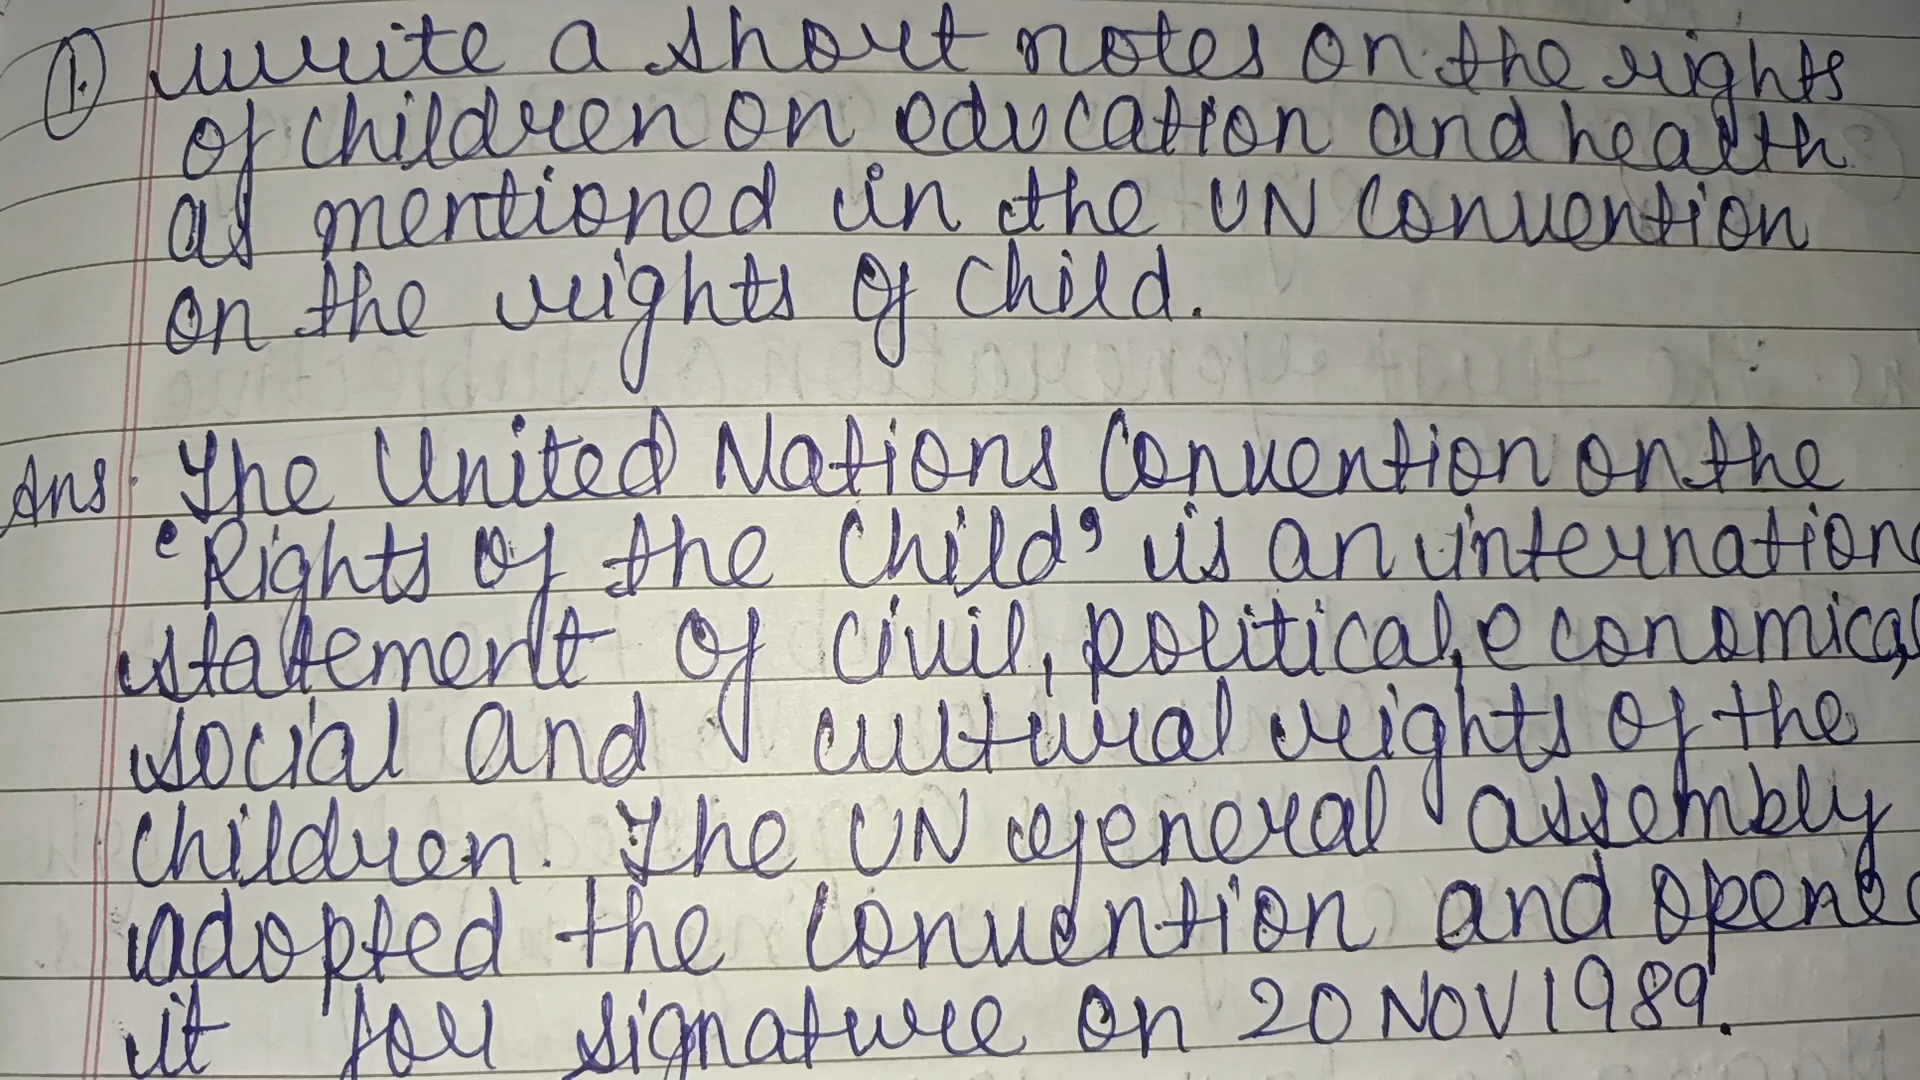 1. Write a short notes on the rights
of children on education and health
as mentioned in the UN Convention
on the rights of child.
Ans. The United Nations Convention on the
'Rights of the Child' is an internationa
statement of civil, political, economical,
social and cultural rights of the
children. The UN general assembly
adopted the convention and opened
it for signature on 20 NOV 1989.